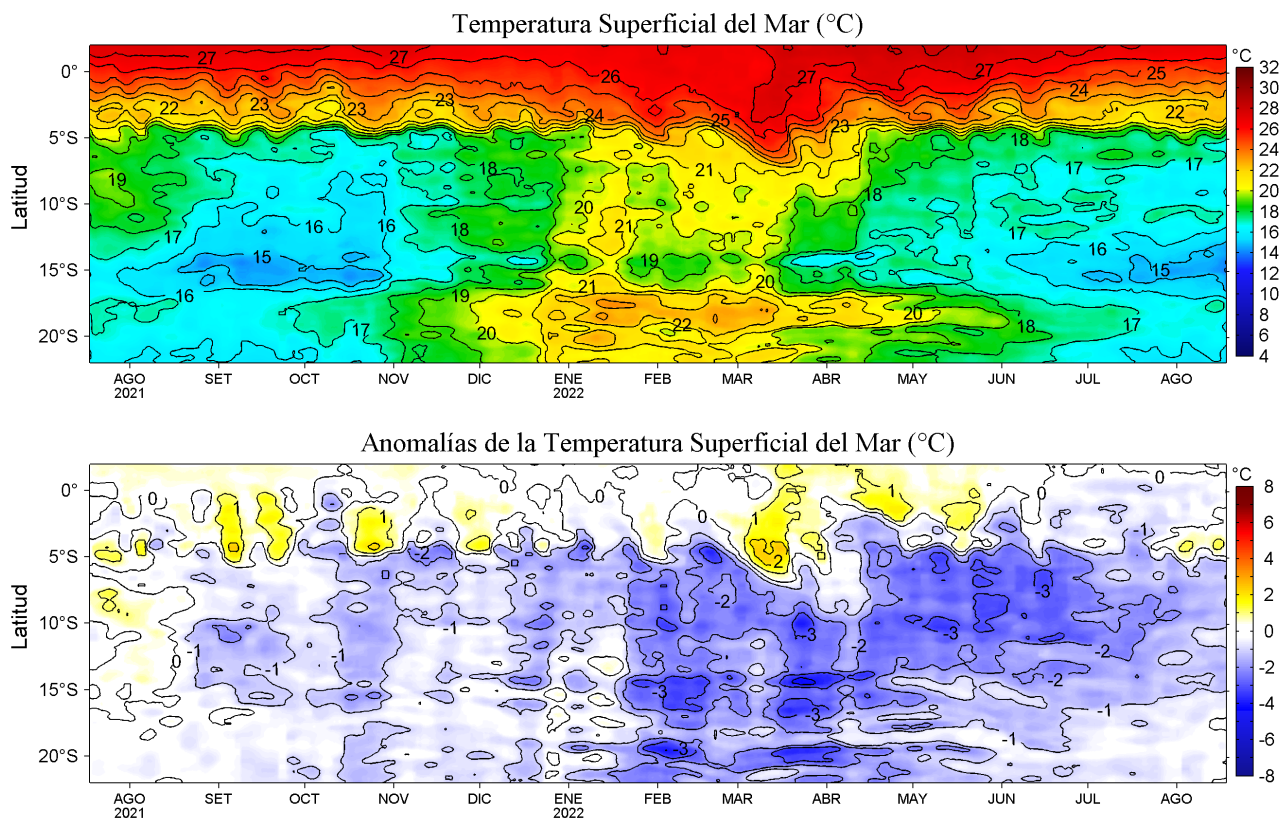 Temperatura Superficial del Mar (°C)
°C
27 27 27 26 25 25 24 24 23 23 23 23 22 22 21 21 21 20 20 20 20
19 19 19 18 18 18 18 18 17 17 17 17 17 17 16 16 16 16 15 15 22
0°
5°S
10°S
15°S
20°S
Latitud
AGO SET OCT NOV DIC ENE FEB MAR ABR MAY JUN JUL AGO
2021 2022
32
30
28
26
24
22
20
18
16
14
12
10
8
6
4
Anomalías de la Temperatura Superficial del Mar (°C)
°C
0 0 0 0 0 0 1 1 1 1 2 -1 -1 -1 -1 -1 -1 -2 -2 -2 -2 -3 -3 -3 -3 -3 -3
0°
5°S
10°S
15°S
20°S
Latitud
AGO SET OCT NOV DIC ENE FEB MAR ABR MAY JUN JUL AGO
2021 2022
8
6
4
2
0
-2
-4
-6
-8